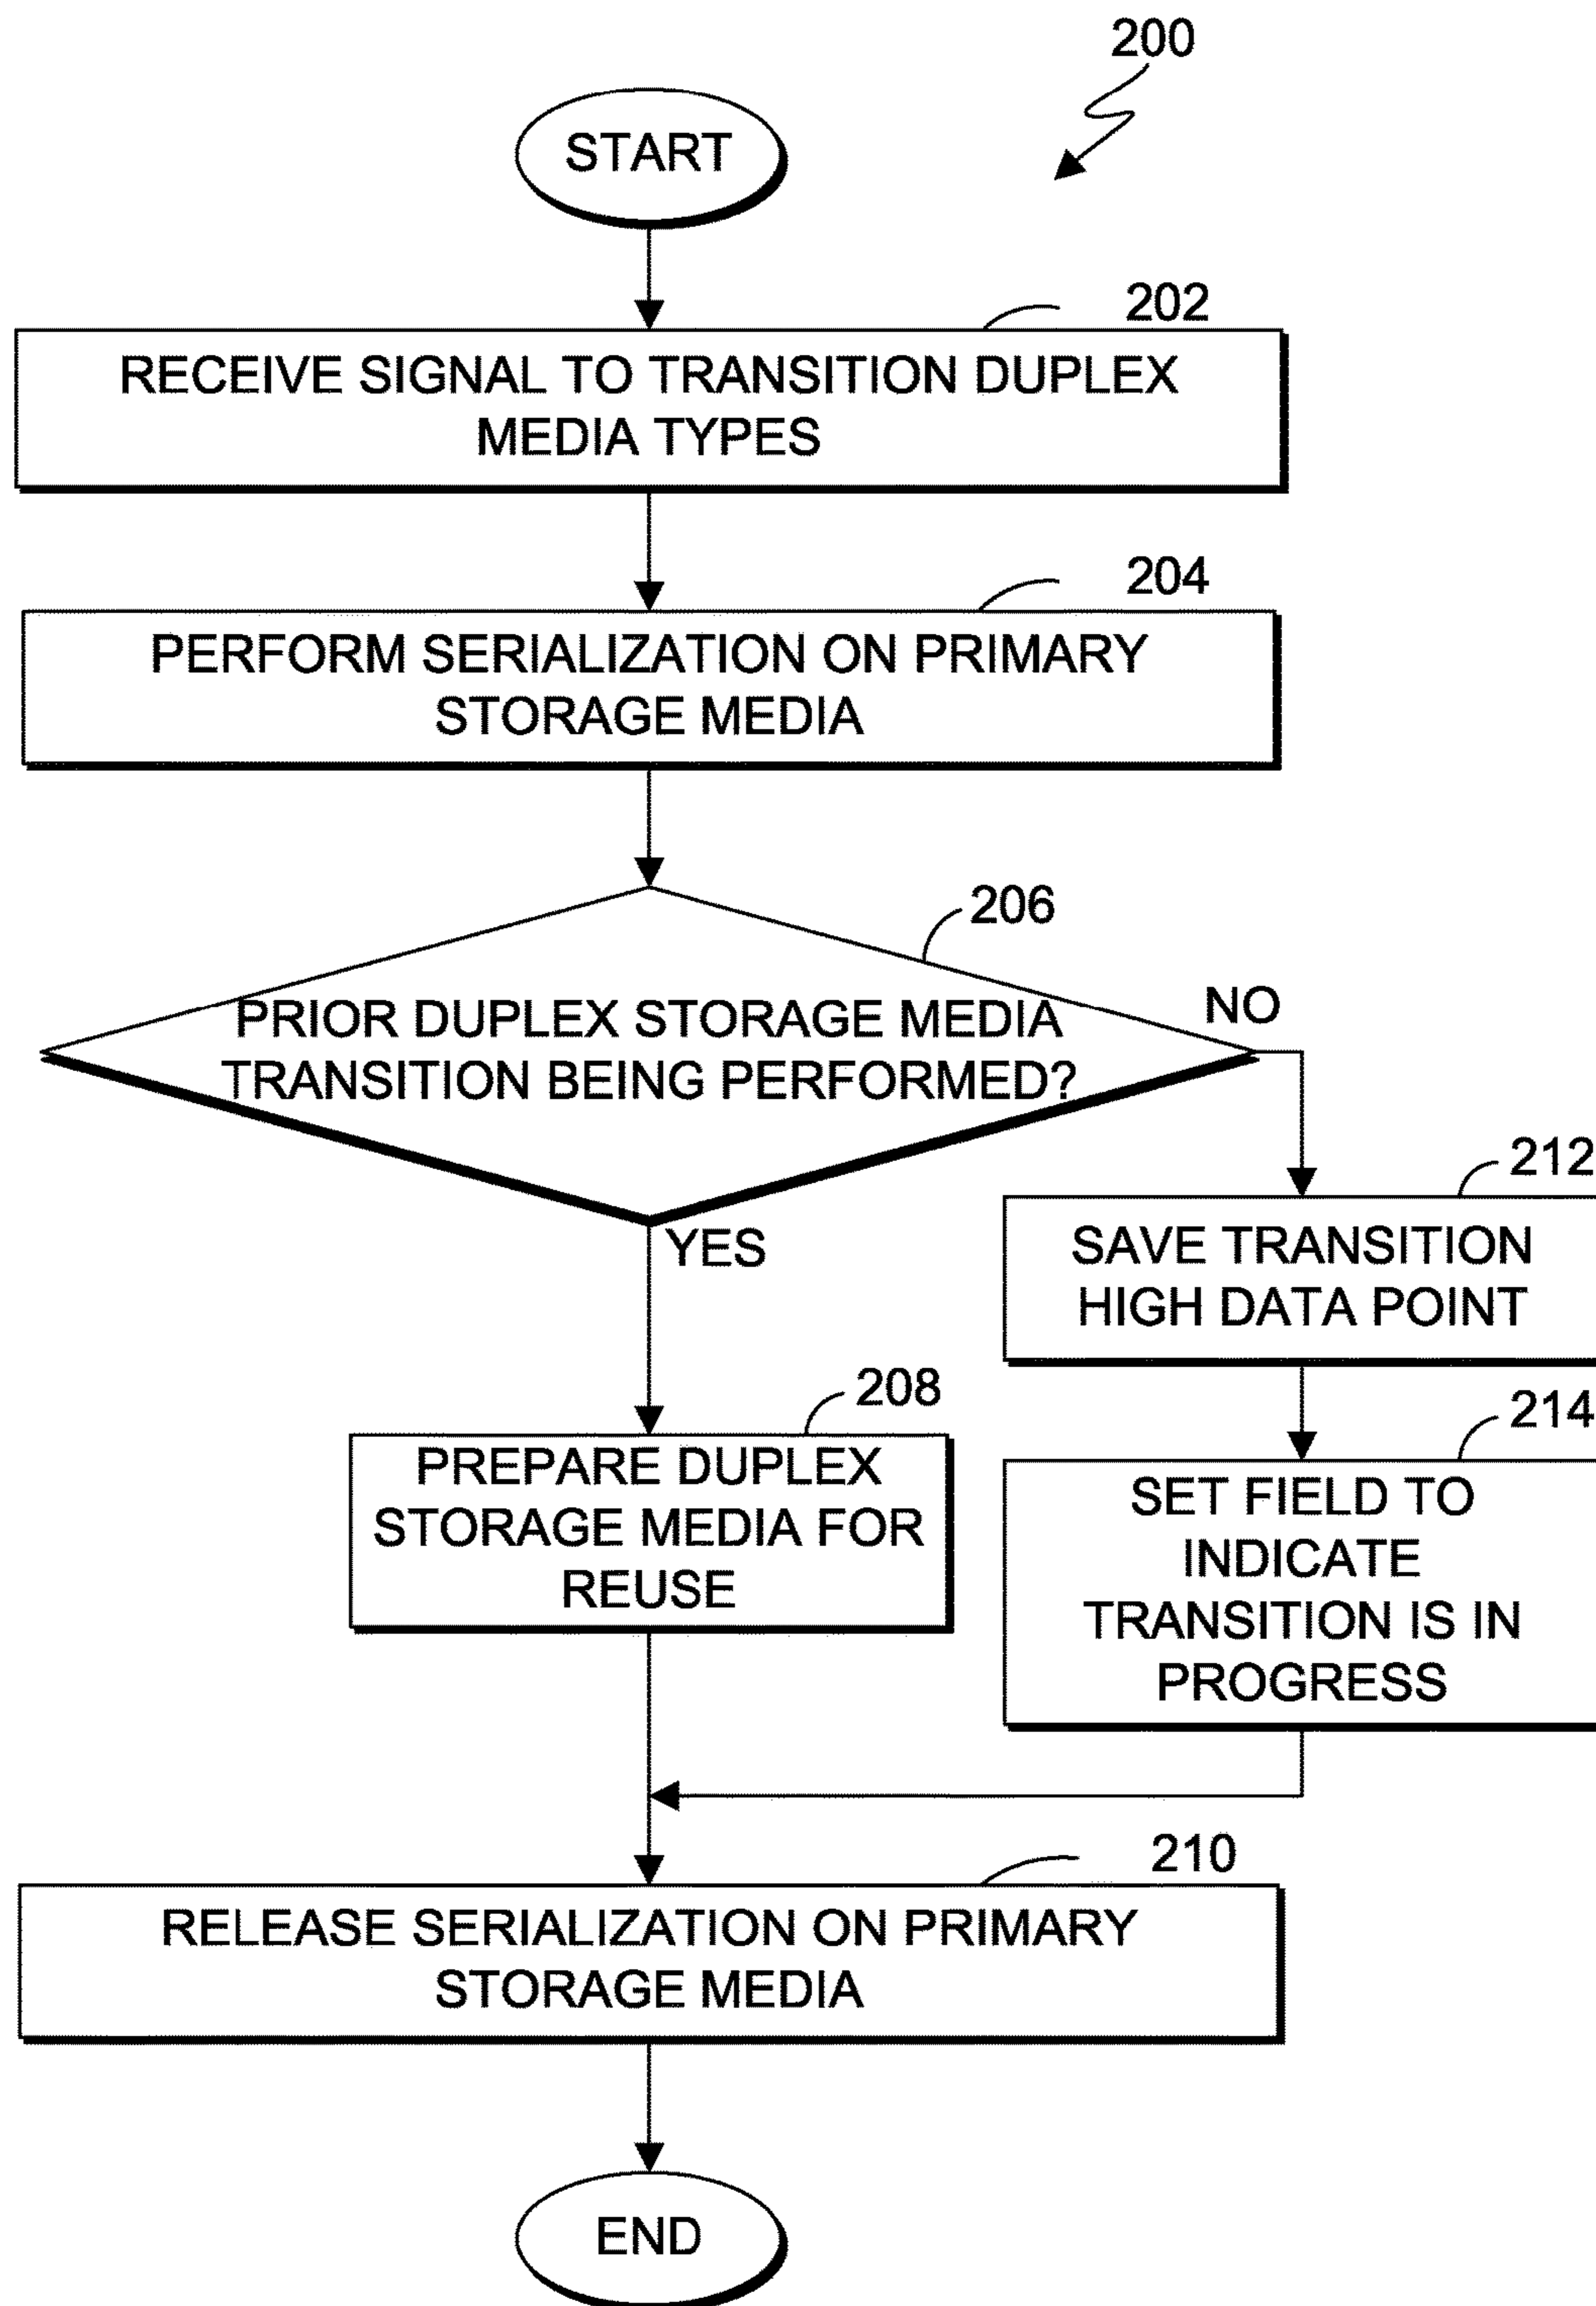 200
START
202
RECEIVE SIGNAL TO TRANSITION DUPLEX
MEDIA TYPES
204
PERFORM SERIALIZATION ON PRIMARY
STORAGE MEDIA
206
PRIOR DUPLEX STORAGE MEDIA
TRANSITION BEING PERFORMED?
NO
YES
212
SAVE TRANSITION
HIGH DATA POINT
208
PREPARE DUPLEX
STORAGE MEDIA FOR
REUSE
214
SET FIELD TO
INDICATE
TRANSITION IS IN
PROGRESS
210
RELEASE SERIALIZATION ON PRIMARY
STORAGE MEDIA
END